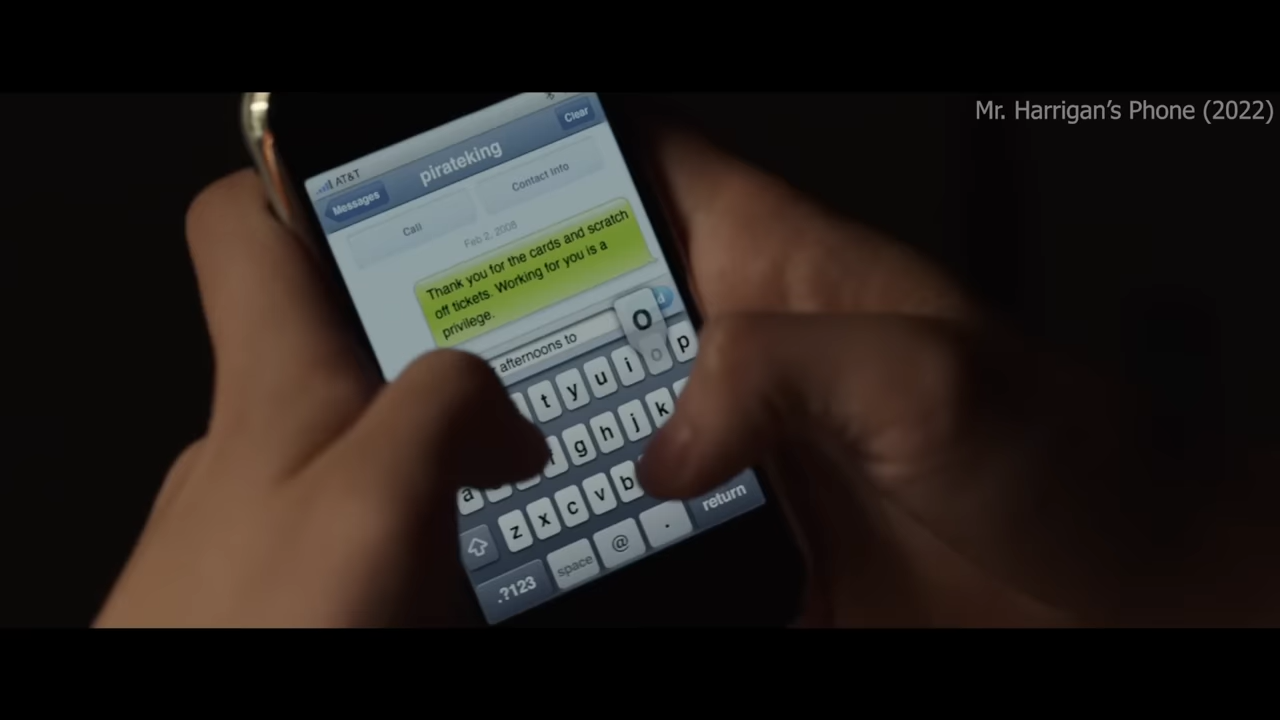 Mr. Harrigan's Phone (2022)
AT&T
Messages
pirateking
Clear
Call
Contact Info
Feb 2, 2008
Thank you for the cards and scratch
off tickets. Working for you is a
privilege.
afternoons to
O
t y u i o p
a f g h j k
z x c v b
.?123 space @ . return